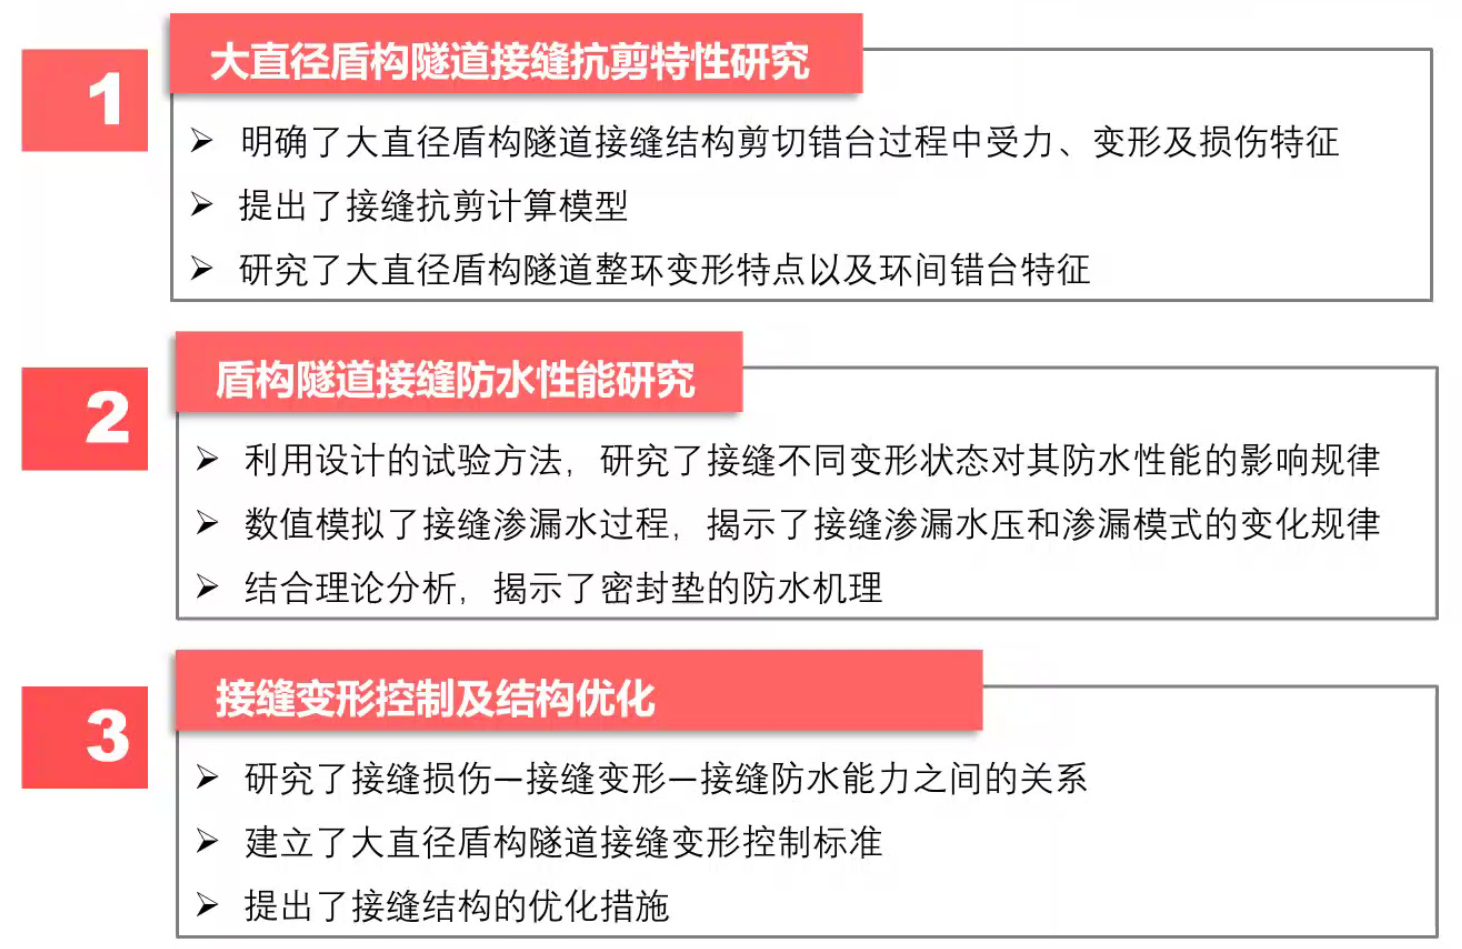 1
大直径盾构隧道接缝抗剪特性研究
➢ 明确了大直径盾构隧道接缝结构剪切错台过程中受力、变形及损伤特征
➢ 提出了接缝抗剪计算模型
➢ 研究了大直径盾构隧道整环变形特点以及环间错台特征
2
盾构隧道接缝防水性能研究
➢ 利用设计的试验方法，研究了接缝不同变形状态对其防水性能的影响规律
➢ 数值模拟了接缝渗漏水过程，揭示了接缝渗漏水压和渗漏模式的变化规律
➢ 结合理论分析，揭示了密封垫的防水机理
3
接缝变形控制及结构优化
➢ 研究了接缝损伤—接缝变形—接缝防水能力之间的关系
➢ 建立了大直径盾构隧道接缝变形控制标准
➢ 提出了接缝结构的优化措施